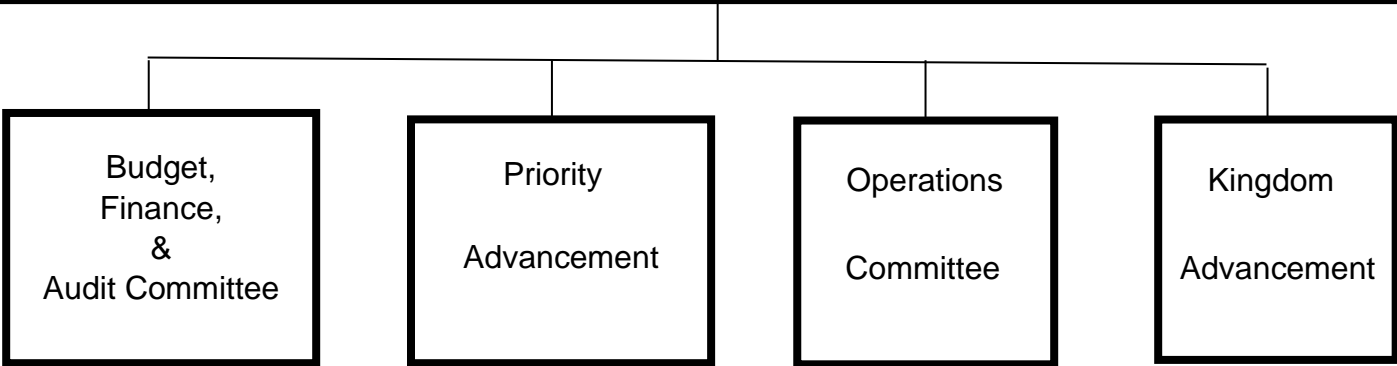 Budget,
Finance,
&
Audit Committee
Priority
Advancement
Operations
Committee
Kingdom
Advancement